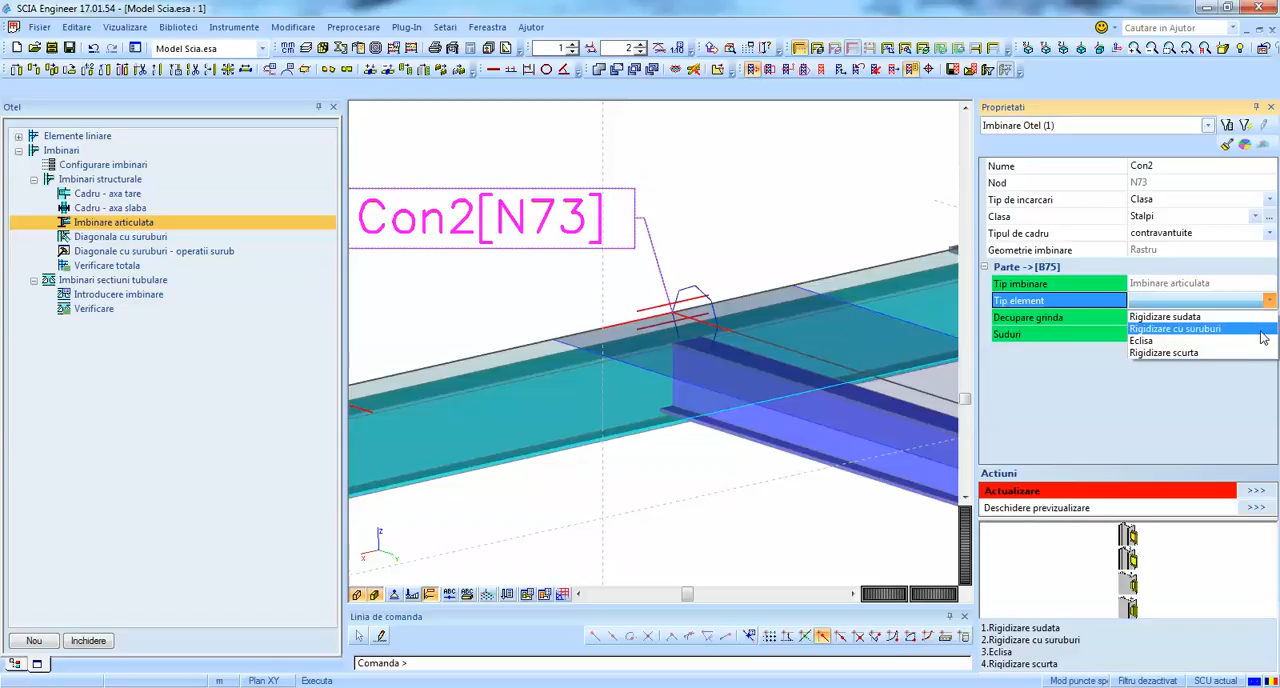 SCIA Engineer 17.01.54 - [Model Scia.esa : 1]
Fisier Editare Vizualizare Biblioteci Instrumente Modificare Preprocesare Plug-In Setari Fereastra Ajutor
Cautare in Ajutor
Model Scia.esa
1
2
Otel
Elemente liniare
Imbinari
Configurare imbinari
Imbinari structurale
Cadru - axa tare
Cadru - axa slaba
Imbinare articulata
Diagonala cu suruburi
Diagonale cu suruburi - operatii surub
Verificare totala
Imbinari sectiuni tubulare
Introducere imbinare
Verificare
Nou
Inchidere
Con2[N73]
z
x
Y
Linia de comanda
Comanda >
Proprietati
Imbinare Otel (1)
Nume Con2
Nod N73
Tip de incarcari Clasa
Clasa Stalpi
Tipul de cadru contravantuite
Geometrie imbinare Rastru
Parte ->[B75]
Tip imbinare Imbinare articulata
Tip element
Decupare grinda
Suduri
Rigidizare sudata
Rigidizare cu suruburi
Eclisa
Rigidizare scurta
Actiuni
Actualizare >>>
Deschidere previzualizare >>>
1.Rigidizare sudata
2.Rigidizare cu suruburi
3.Eclisa
4.Rigidizare scurta
m Plan XY Executa
Mod puncte spe Filtru dezactivat SCU actual